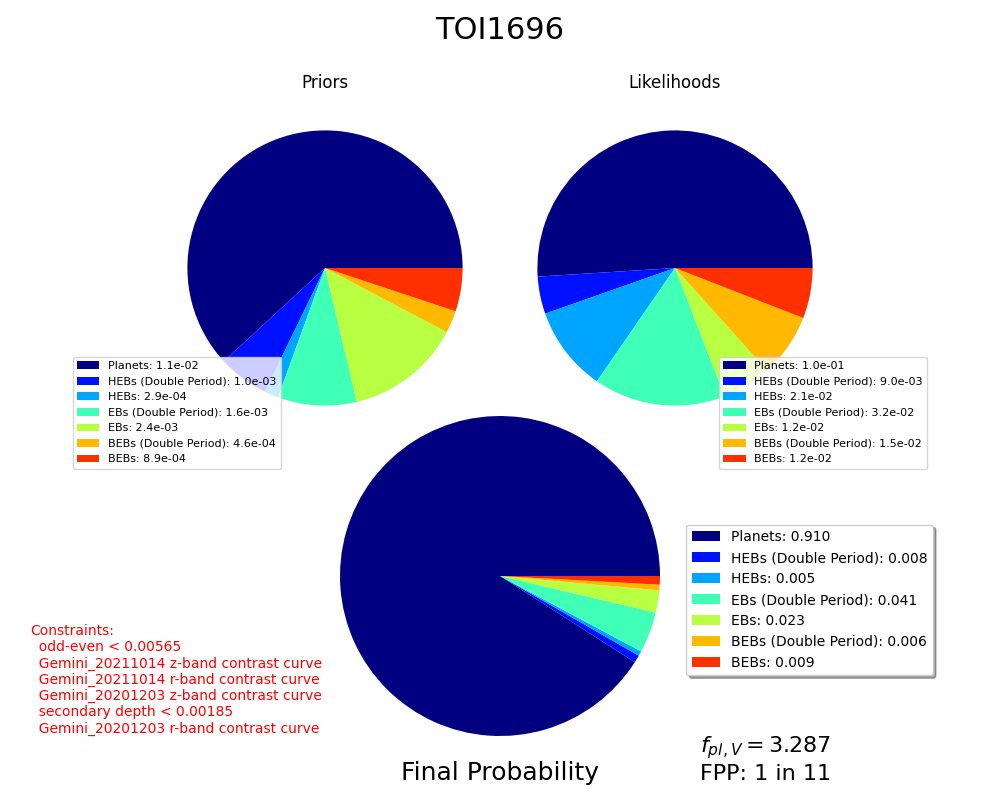 TOI1696
Priors
Likelihoods
Planets: 1.1e-02
HEBs (Double Period): 1.0e-03
HEBs: 2.9e-04
EBs (Double Period): 1.6e-03
EBs: 2.4e-03
BEBs (Double Period): 4.6e-04
BEBs: 8.9e-04
Planets: 1.0e-01
HEBs (Double Period): 9.0e-03
HEBs: 2.1e-02
EBs (Double Period): 3.2e-02
EBs: 1.2e-02
BEBs (Double Period): 1.5e-02
BEBs: 1.2e-02
Planets: 0.910
HEBs (Double Period): 0.008
HEBs: 0.005
EBs (Double Period): 0.041
EBs: 0.023
BEBs (Double Period): 0.006
BEBs: 0.009
Constraints:
odd-even < 0.00565
Gemini_20211014 z-band contrast curve
Gemini_20211014 r-band contrast curve
Gemini_20201203 z-band contrast curve
secondary depth < 0.00185
Gemini_20201203 r-band contrast curve
Final Probability
f_{pl,V} = 3.287
FPP: 1 in 11